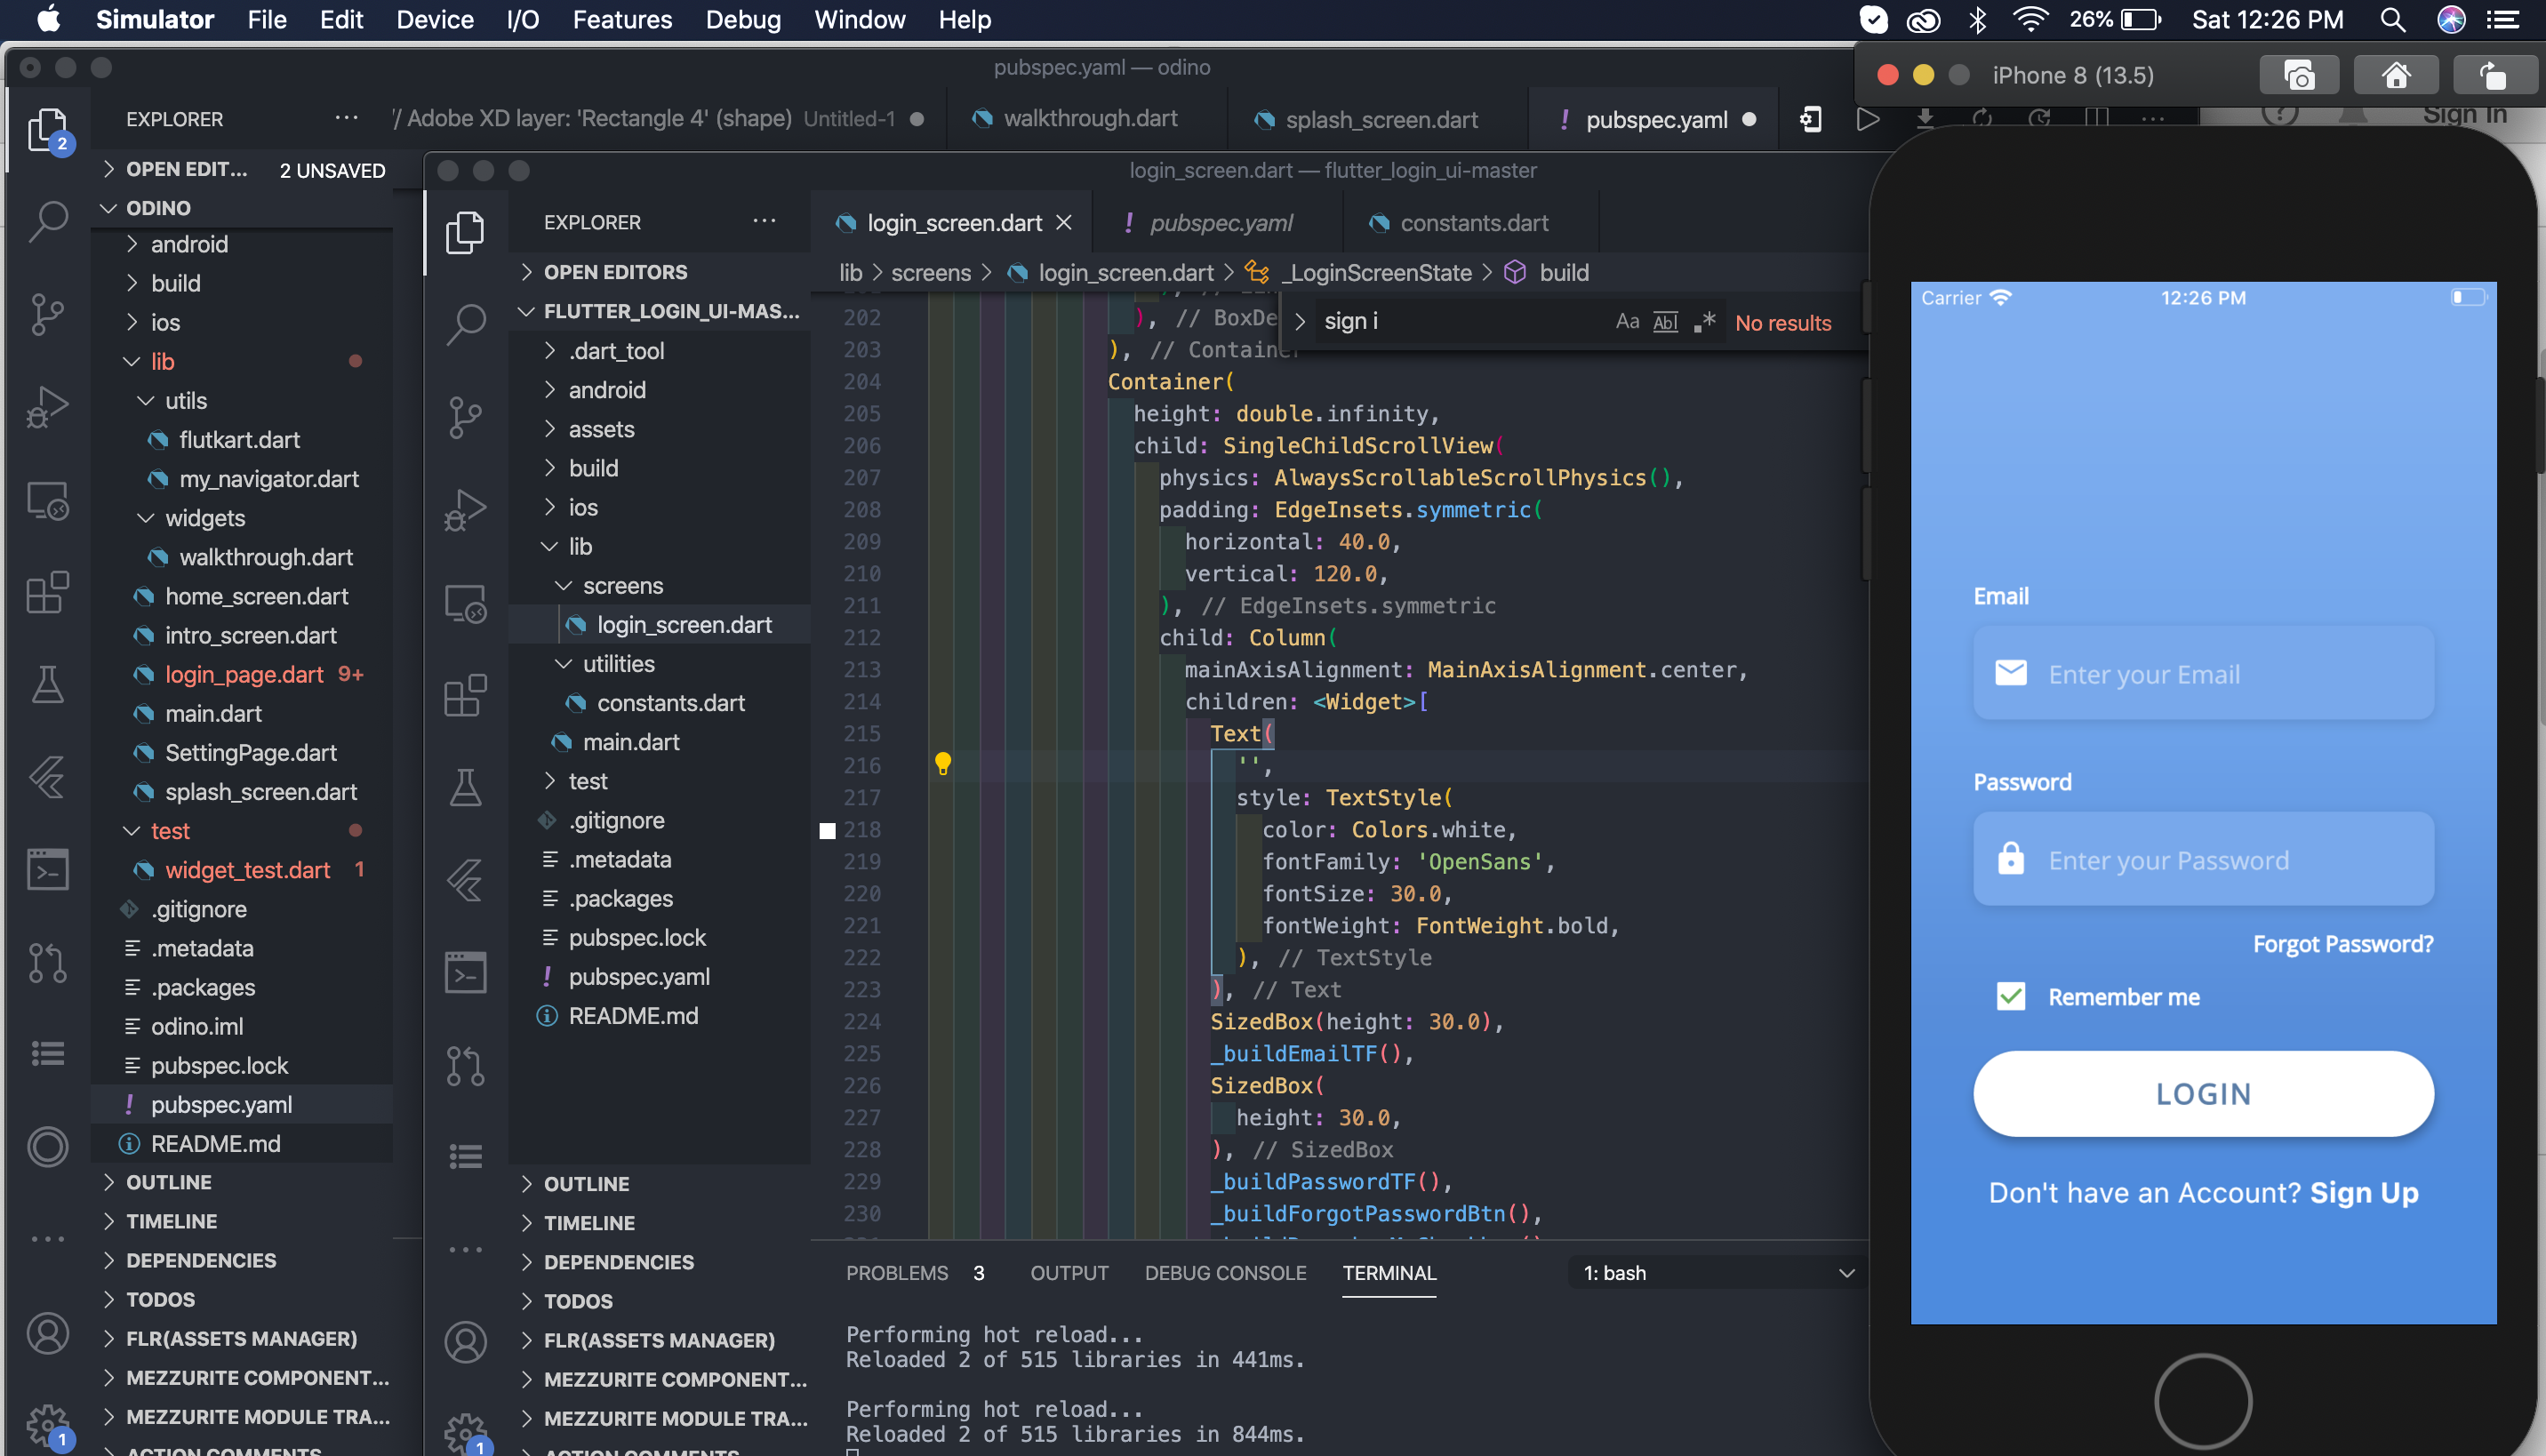 Simulator File Edit Device I/O Features Debug Window Help 26% Sat 12:26 PM
pubspec.yaml — odino
EXPLORER
// Adobe XD layer: 'Rectangle 4' (shape) Untitled-1
walkthrough.dart
splash_screen.dart
! pubspec.yaml
2
OPEN EDIT... 2 UNSAVED
ODINO
android
build
ios
lib
utils
flutkart.dart
my_navigator.dart
widgets
walkthrough.dart
home_screen.dart
intro_screen.dart
login_page.dart 9+
main.dart
SettingPage.dart
splash_screen.dart
test
widget_test.dart 1
.gitignore
.metadata
.packages
odino.iml
pubspec.lock
! pubspec.yaml
README.md
OUTLINE
TIMELINE
DEPENDENCIES
TODOS
FLR(ASSETS MANAGER)
MEZZURITE COMPONENT...
MEZZURITE MODULE TRA...
ACTION COMMENTS
1
login_screen.dart — flutter_login_ui-master
EXPLORER
login_screen.dart
! pubspec.yaml
constants.dart
OPEN EDITORS
FLUTTER_LOGIN_UI-MAS...
.dart_tool
android
assets
build
ios
lib
screens
login_screen.dart
utilities
constants.dart
main.dart
test
.gitignore
.metadata
.packages
pubspec.lock
! pubspec.yaml
README.md
OUTLINE
TIMELINE
DEPENDENCIES
TODOS
FLR(ASSETS MANAGER)
MEZZURITE COMPONENT...
MEZZURITE MODULE TRA...
ACTION COMMENTS
1
lib > screens > login_screen.dart > _LoginScreenState > build
sign i Aa Abl .* No results
202 ), // BoxDe
203 ), // Container
204 Container(
205 height: double.infinity,
206 child: SingleChildScrollView(
207 physics: AlwaysScrollableScrollPhysics(),
208 padding: EdgeInsets.symmetric(
209 horizontal: 40.0,
210 vertical: 120.0,
211 ), // EdgeInsets.symmetric
212 child: Column(
213 mainAxisAlignment: MainAxisAlignment.center,
214 children: <Widget>[
215 Text(
216 '',
217 style: TextStyle(
218 color: Colors.white,
219 fontFamily: 'OpenSans',
220 fontSize: 30.0,
221 fontWeight: FontWeight.bold,
222 ), // TextStyle
223 ), // Text
224 SizedBox(height: 30.0),
225 _buildEmailTF(),
226 SizedBox(
227 height: 30.0,
228 ), // SizedBox
229 _buildPasswordTF(),
230 _buildForgotPasswordBtn(),
PROBLEMS 3 OUTPUT DEBUG CONSOLE TERMINAL 1: bash
Performing hot reload...
Reloaded 2 of 515 libraries in 441ms.
Performing hot reload...
Reloaded 2 of 515 libraries in 844ms.
iPhone 8 (13.5)
Sign In
Carrier 12:26 PM
Email
Enter your Email
Password
Enter your Password
Forgot Password?
Remember me
LOGIN
Don't have an Account? Sign Up